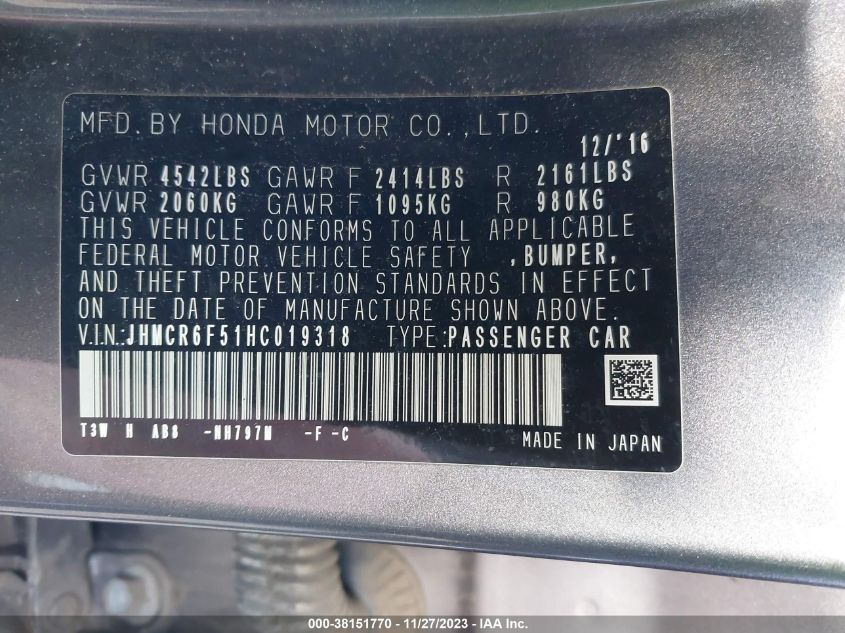 MFD. BY HONDA MOTOR CO., LTD. 12/'16
GVWR 4542LBS GAWR F 2414LBS R 2161LBS
GVWR 2060KG GAWR F 1095KG R 980KG
THIS VEHICLE CONFORMS TO ALL APPLICABLE
FEDERAL MOTOR VEHICLE SAFETY ,BUMPER,
AND THEFT PREVENTION STANDARDS IN EFFECT
ON THE DATE OF MANUFACTURE SHOWN ABOVE.
V.I.N.:JHMCR6F51HC019318 TYPE:PASSENGER CAR
T3W H AB8 -NH797M -F -C
MADE IN JAPAN
000-38151770 - 11/27/2023 - IAA Inc.